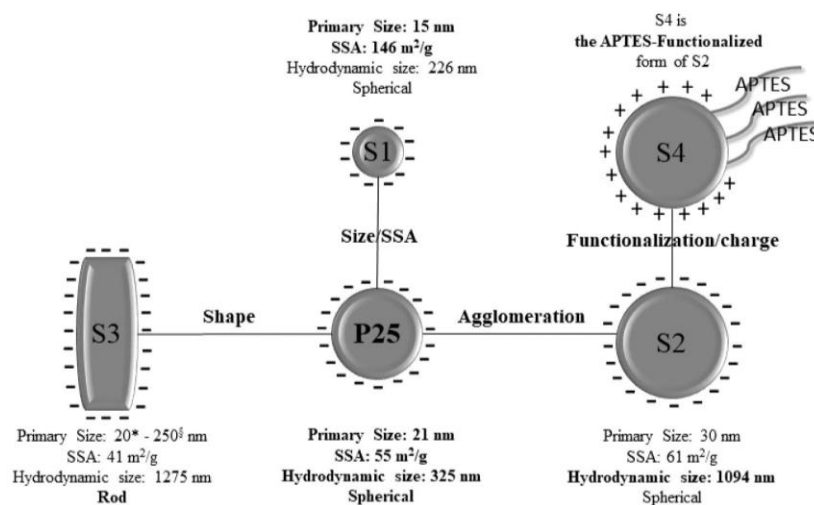 Primary Size: 15 nm
SSA: 146 m²/g
Hydrodynamic size: 226 nm
Spherical
S4 is
the APTES-Functionalized
form of S2
APTES
APTES
APTES
S1
S4
Size/SSA
Functionalization/charge
S3
Shape
P25
Agglomeration
S2
Primary Size: 20* - 250§ nm
SSA: 41 m²/g
Hydrodynamic size: 1275 nm
Rod
Primary Size: 21 nm
SSA: 55 m²/g
Hydrodynamic size: 325 nm
Spherical
Primary Size: 30 nm
SSA: 61 m²/g
Hydrodynamic size: 1094 nm
Spherical